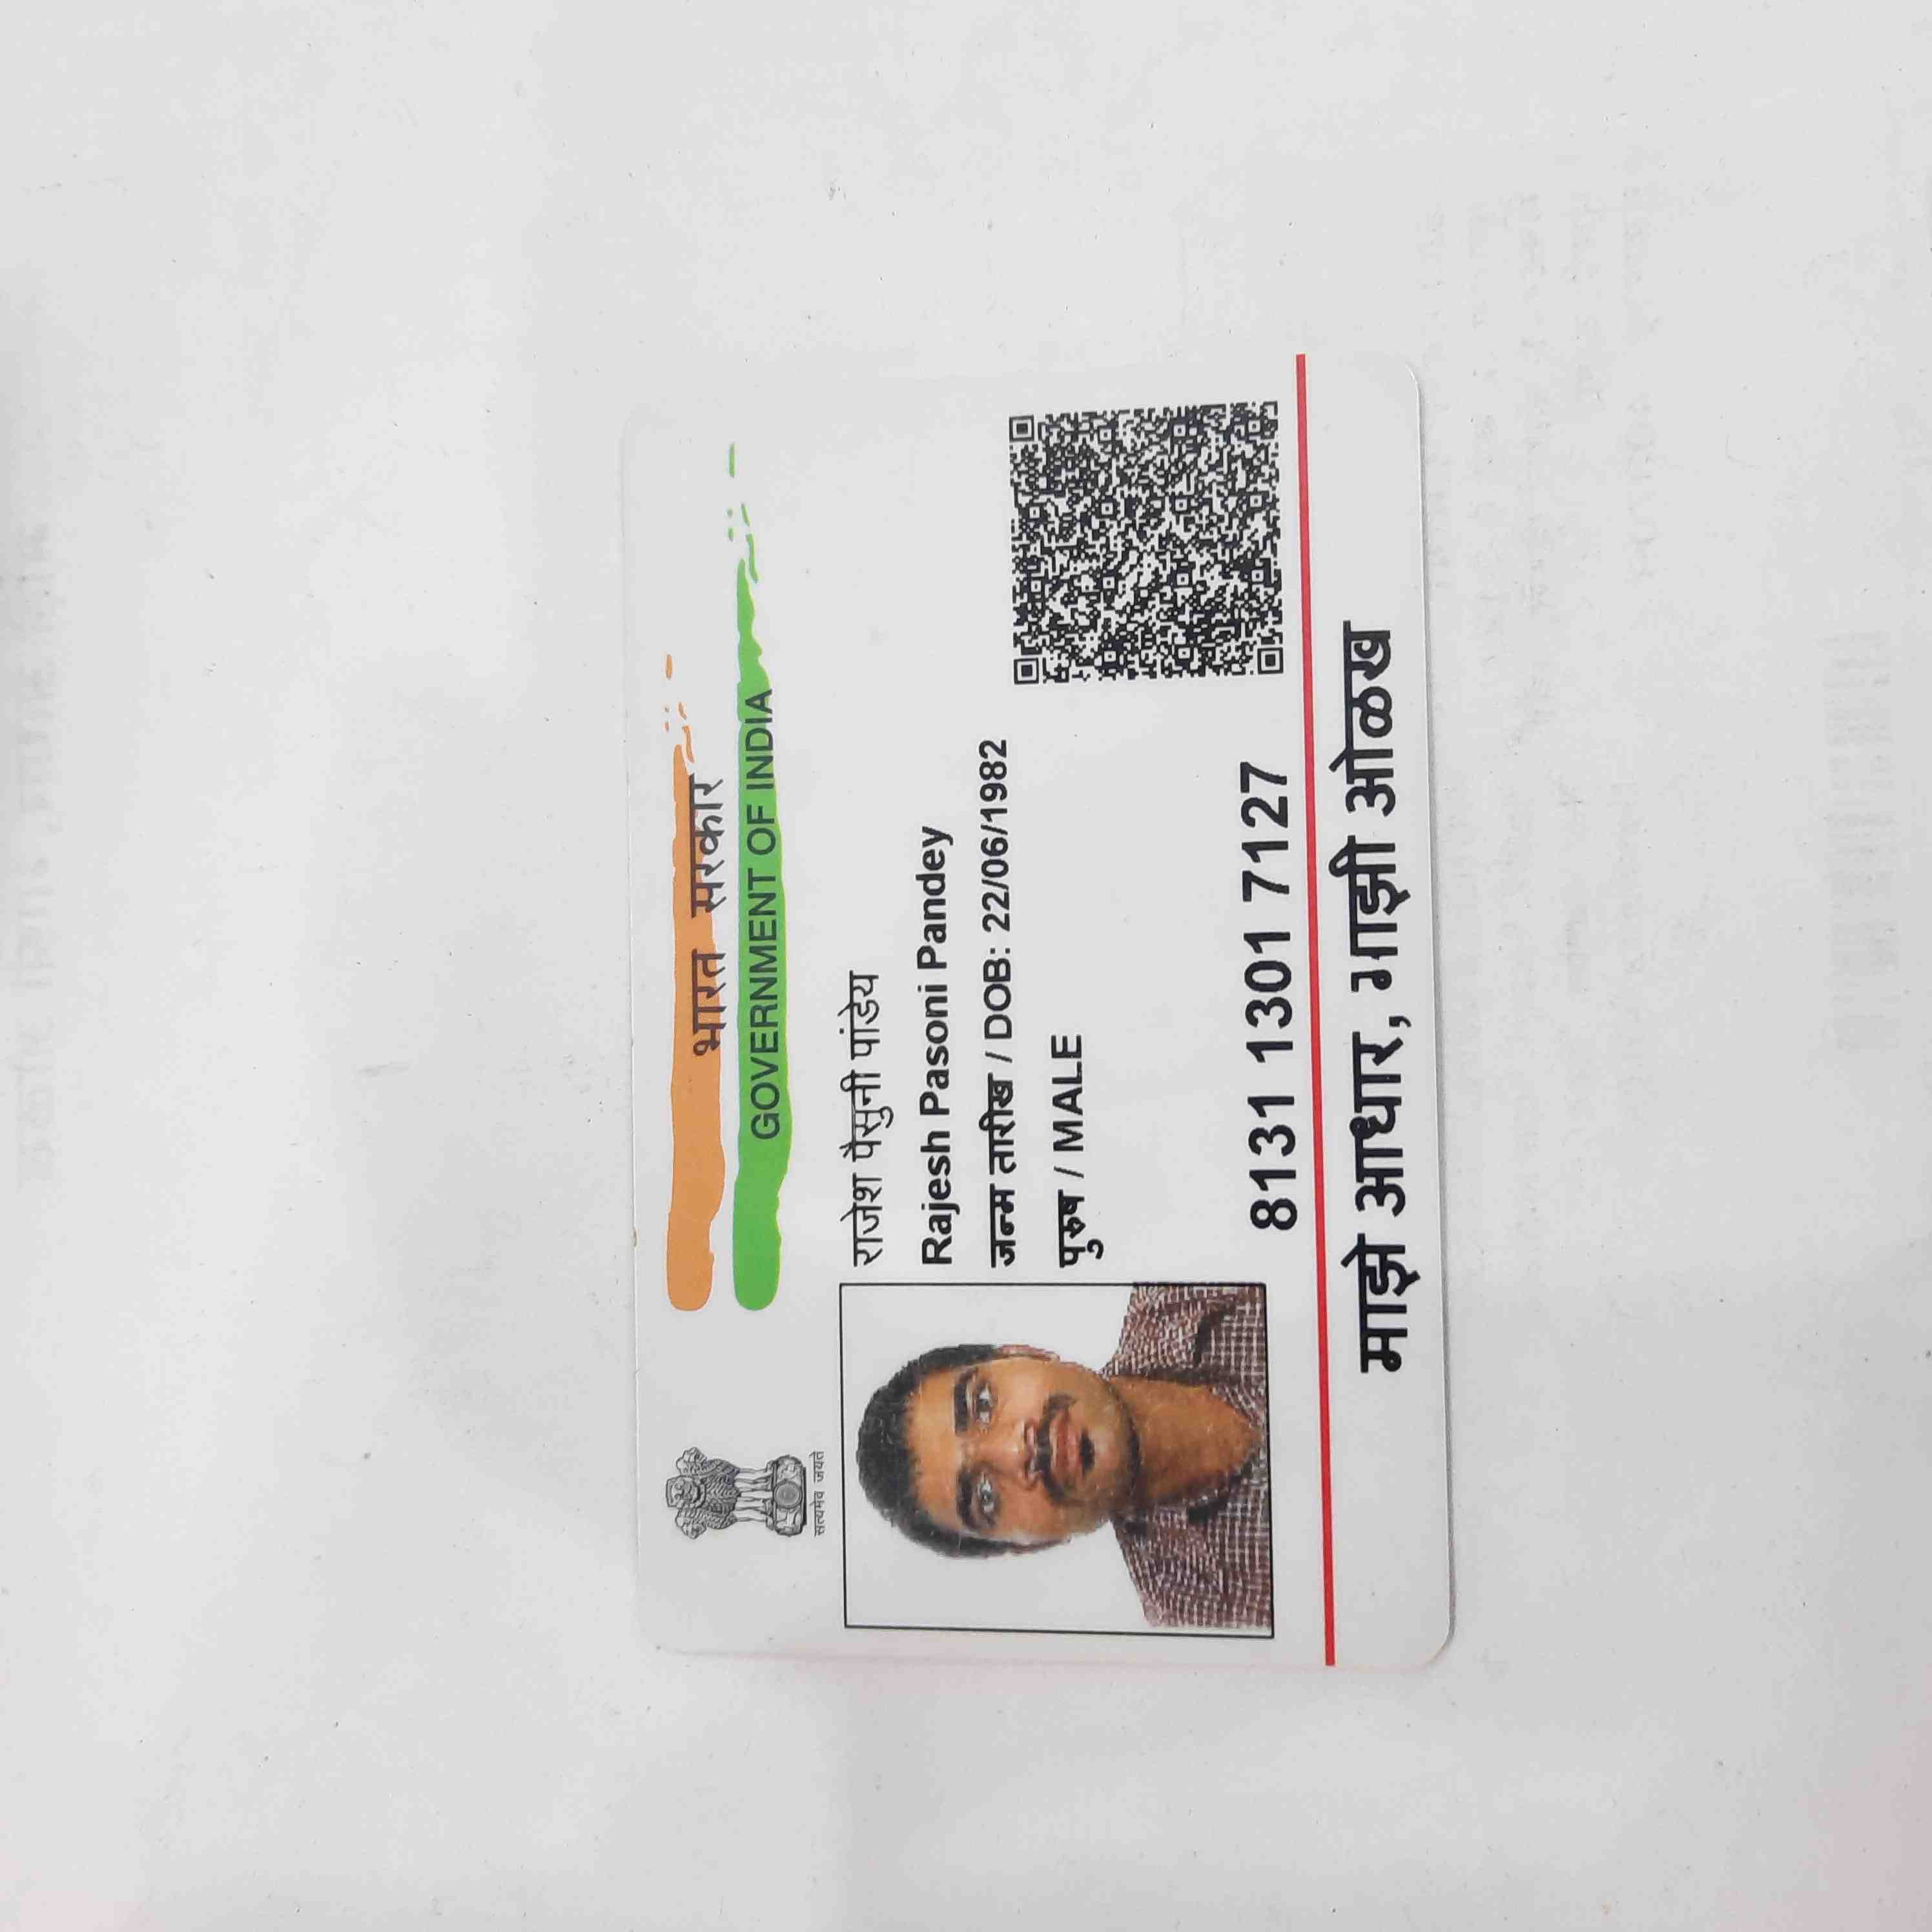 भारत सरकार
GOVERNMENT OF INDIA
सत्यमेव जयते
राजेश पैसुनी पांडेय
Rajesh Pasoni Pandey
जन्म तारीख / DOB: 22/06/1982
पुरुष / MALE
8131 1301 7127
माझे आधार, माझी ओळख